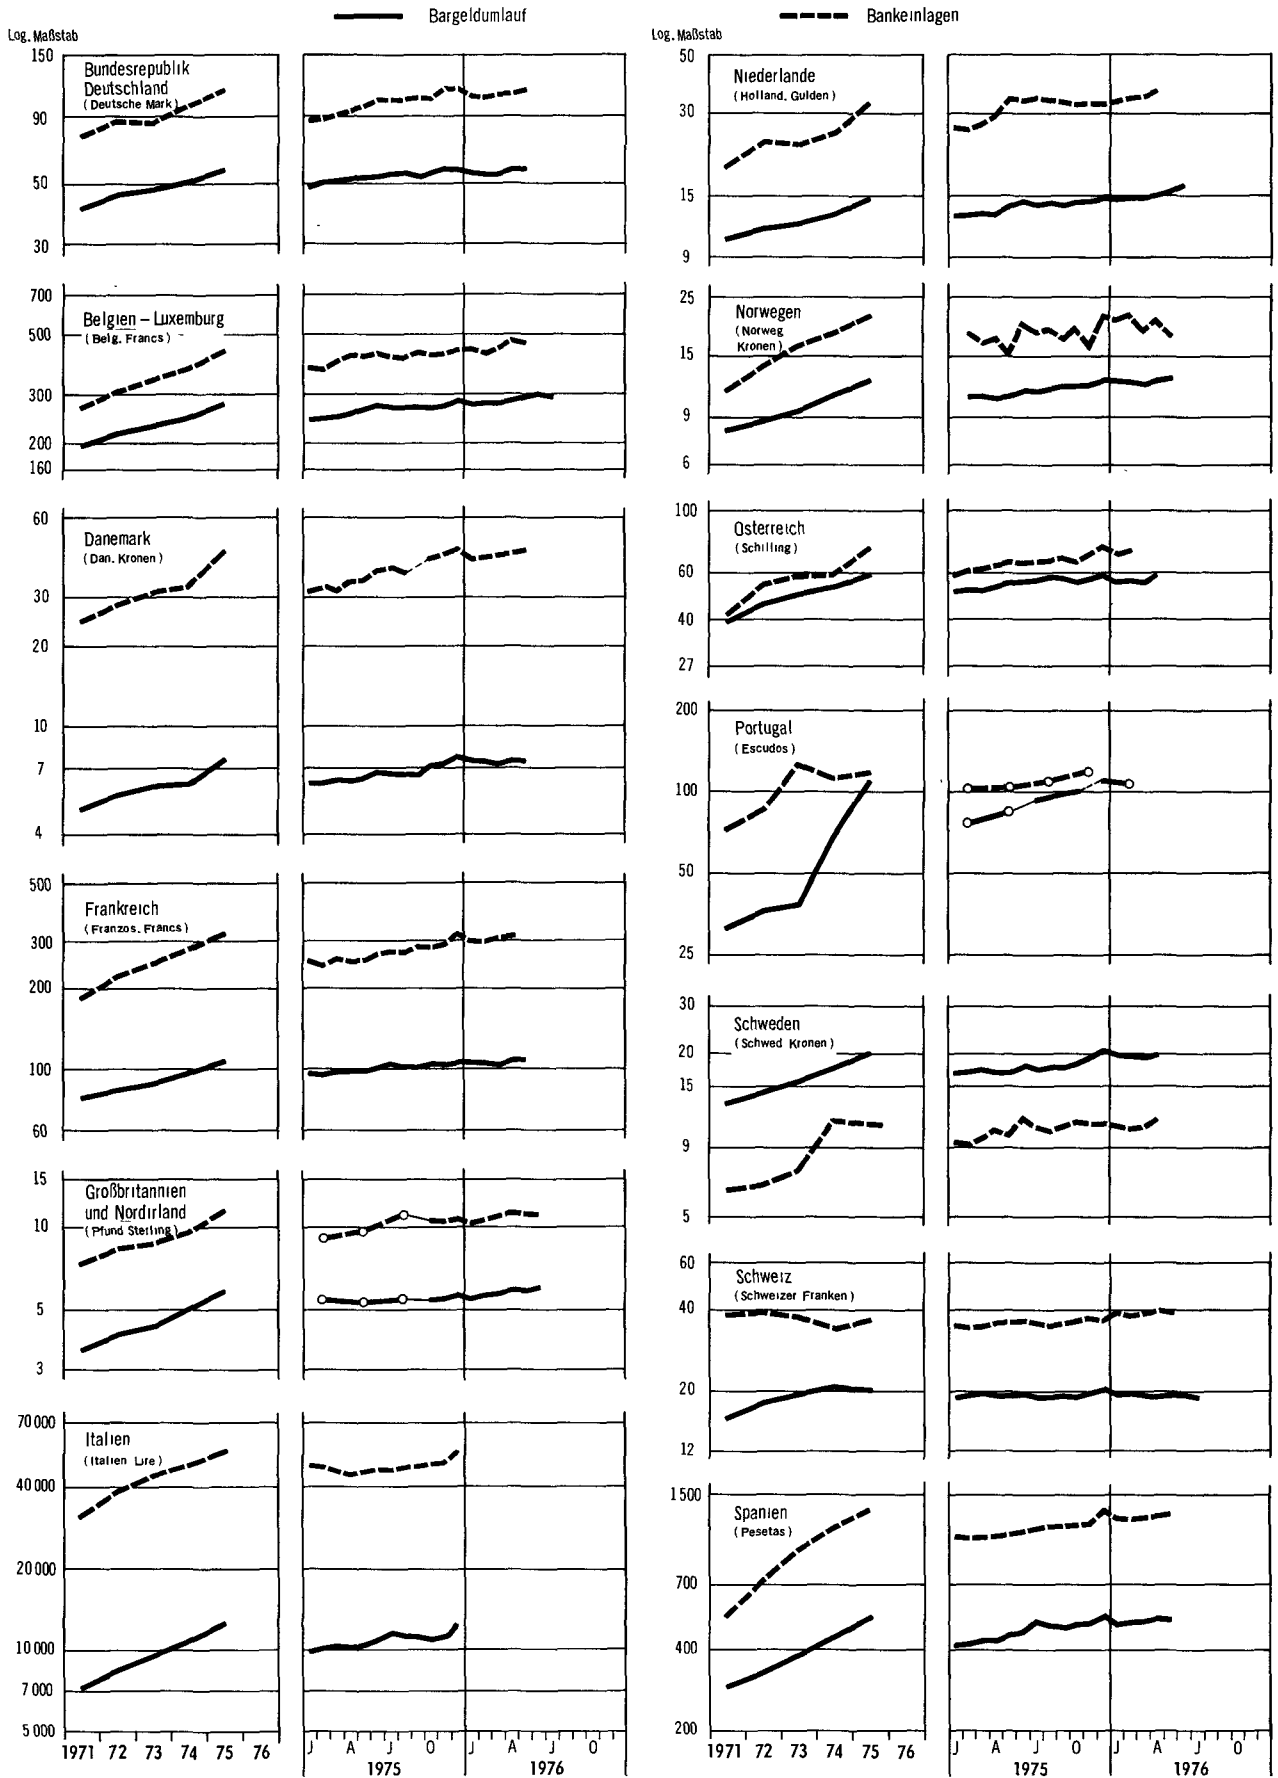 Bargeldumlauf
Bankeinlagen
Log. Maßstab
150
Bundesrepublik
Deutschland
(Deutsche Mark)
90
50
30
700
Belgien – Luxemburg
500
(Belg. Francs)
300
200
160
60
Danemark
(Dan. Kronen)
30
20
10
7
4
500
Frankreich
(Franzos. Francs)
300
200
100
60
15
Großbritannien
und Nordirland
10
(Pfund Sterling)
5
3
70 000
Italien
(Italien Lire)
40 000
20 000
10 000
7 000
5 000
1971 72 73 74 75 76
J A J O A J O
1975 1976
Log. Maßstab
50
Niederlande
(Holland. Gulden)
30
15
9
25
Norwegen
(Norweg
Kronen)
15
9
6
100
Osterreich
(Schilling)
60
40
27
200
Portugal
(Escudos)
100
50
25
30
Schweden
(Schwed Kronen)
20
15
9
5
60
Schweiz
(Schweizer Franken)
40
20
12
1 500
Spanien
(Pesetas)
700
400
200
1971 72 73 74 75 76
J A J O A J O
1975 1976